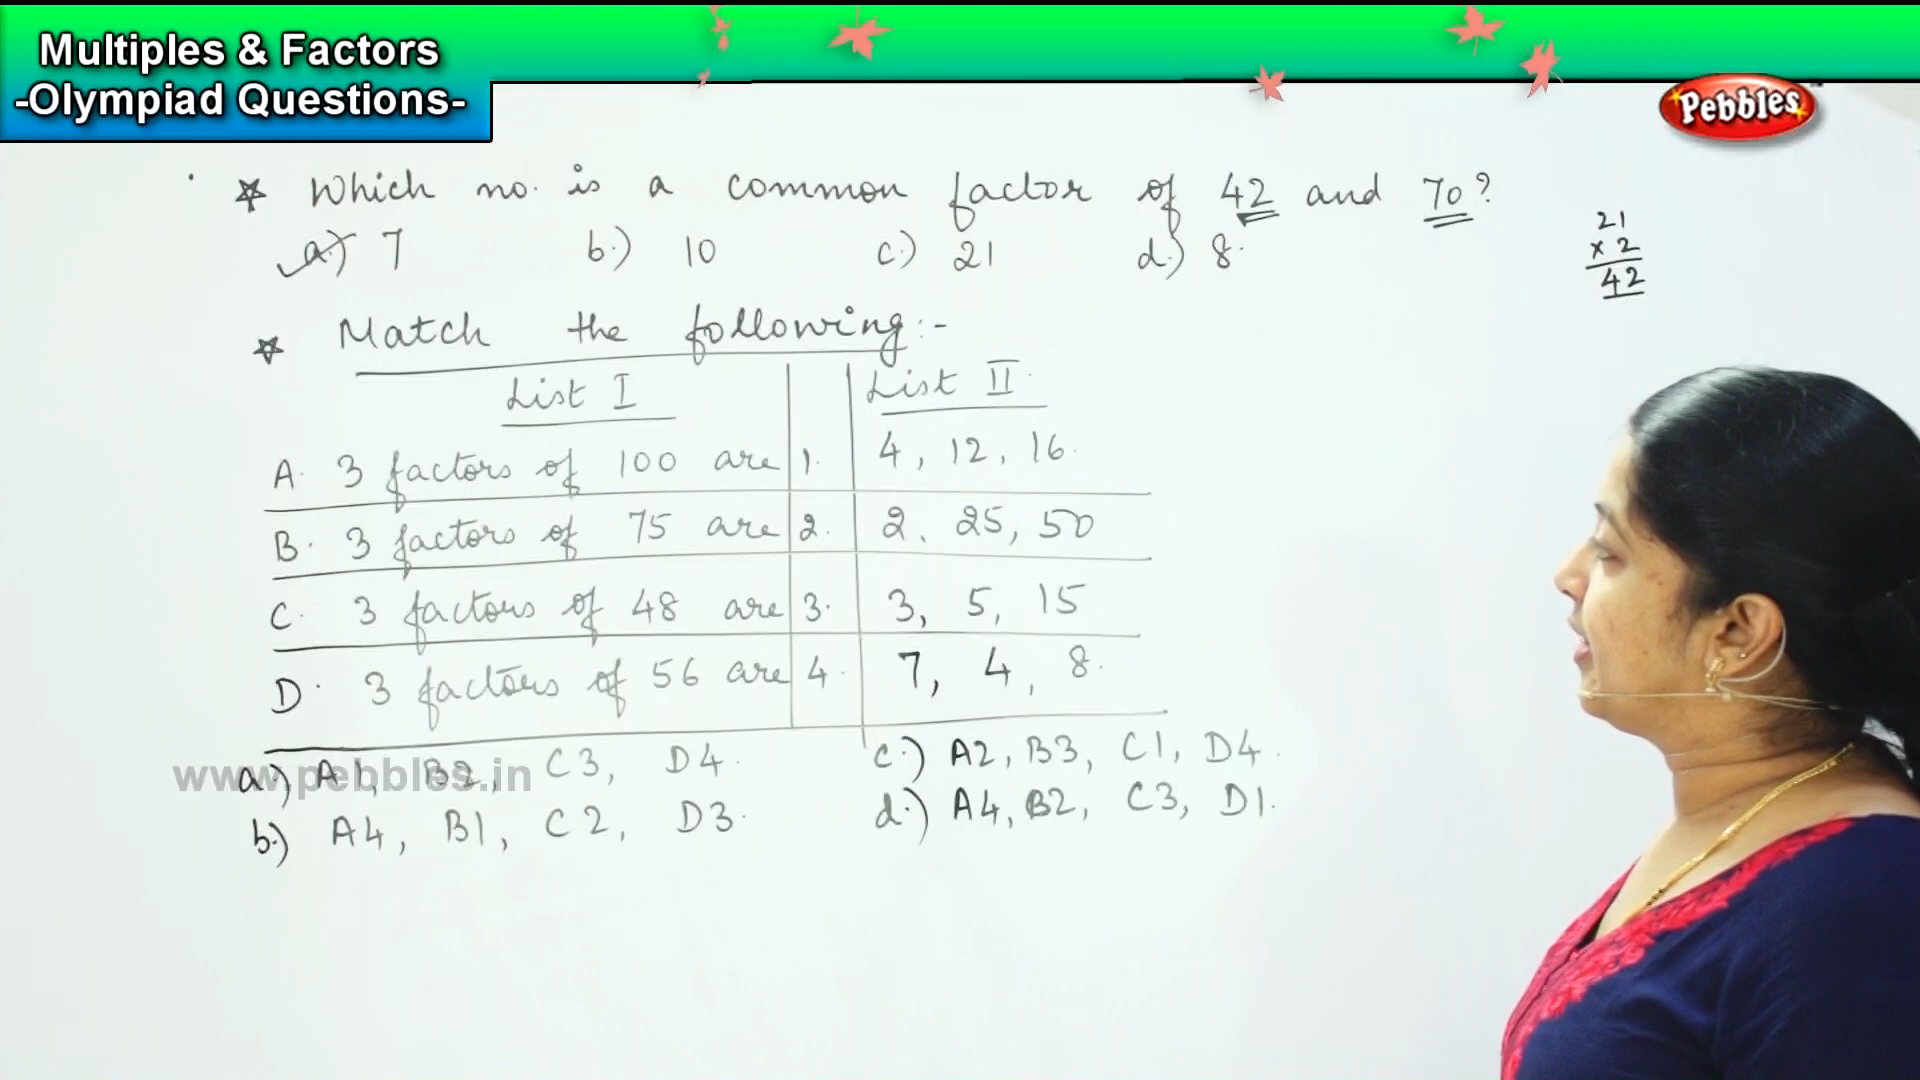 Multiples & Factors
-Olympiad Questions-
Pebbles
Which no. is a common factor of 42 and 70?
a.) 7 b.) 10 c.) 21 d.) 8.
21
x 2
42
Match the following:-
List I List II
A. 3 factors of 100 are 1. 4, 12, 16.
B. 3 factors of 75 are 2. 2, 25, 50
C. 3 factors of 48 are 3. 3, 5, 15
D. 3 factors of 56 are 4. 7, 4, 8.
a.) A1, B2, C3, D4. c.) A2, B3, C1, D4.
b.) A4, B1, C2, D3. d.) A4, B2, C3, D1.
www.pebbles.in